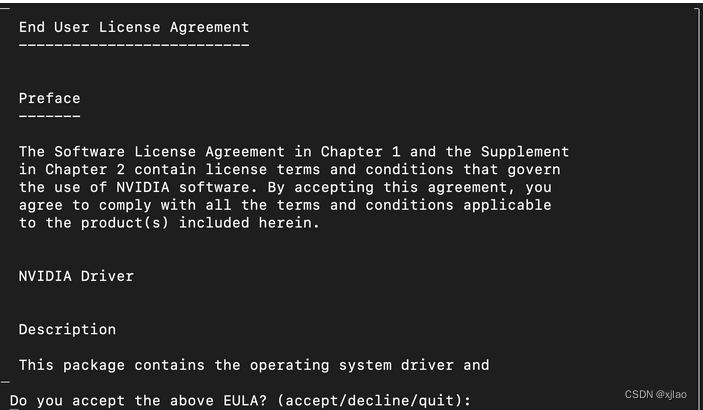 End User License Agreement
--------------------------
Preface
-------
The Software License Agreement in Chapter 1 and the Supplement
in Chapter 2 contain license terms and conditions that govern
the use of NVIDIA software. By accepting this agreement, you
agree to comply with all the terms and conditions applicable
to the product(s) included herein.
NVIDIA Driver
Description
This package contains the operating system driver and
Do you accept the above EULA? (accept/decline/quit):
CSDN @xjlao